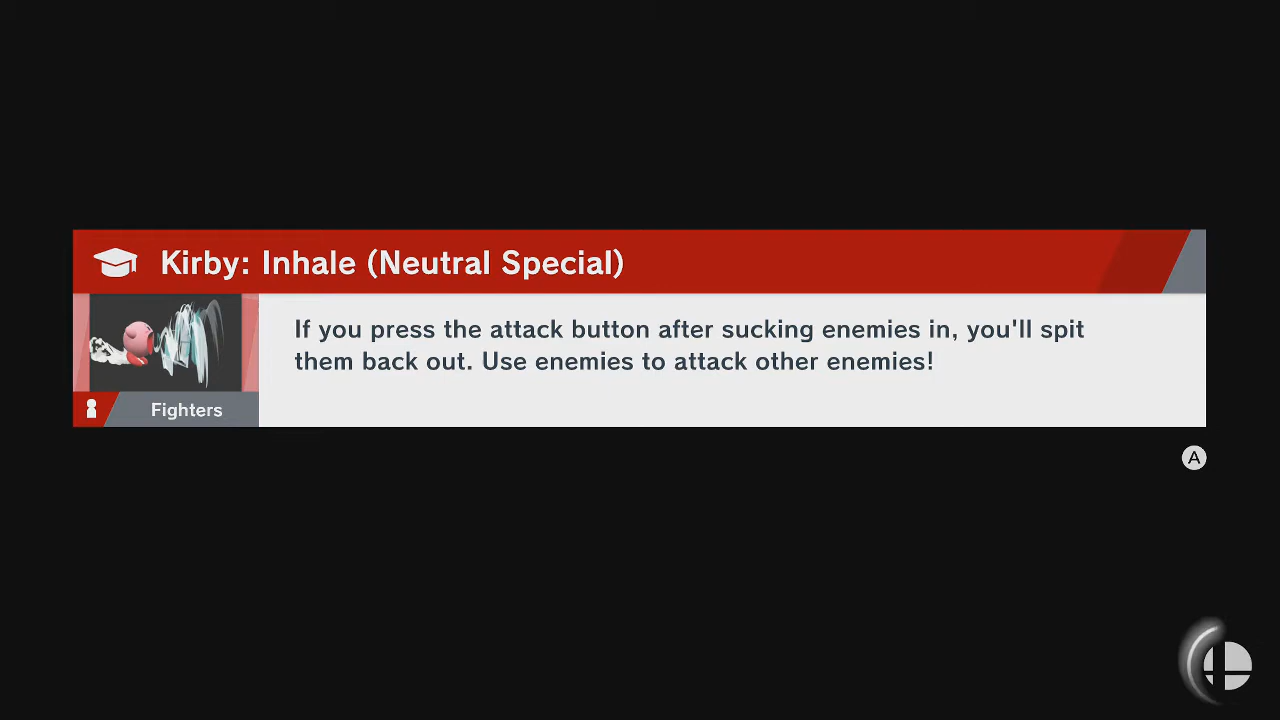 Kirby: Inhale (Neutral Special)
If you press the attack button after sucking enemies in, you'll spit
them back out. Use enemies to attack other enemies!
Fighters
A